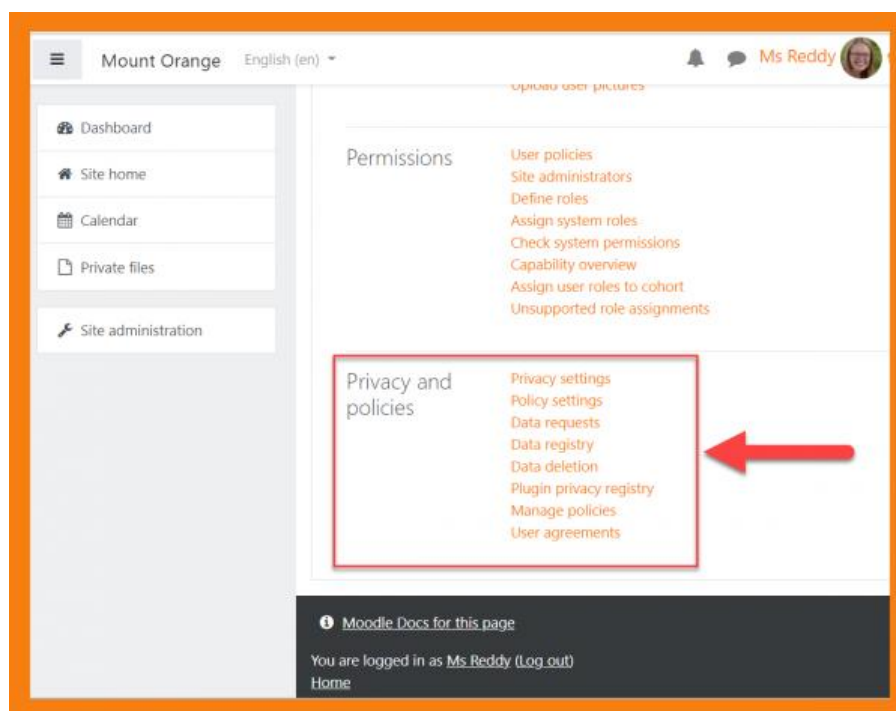 Mount Orange English (en)
Ms Reddy
Upload user pictures
Dashboard
Site home
Calendar
Private files
Site administration
Permissions
User policies
Site administrators
Define roles
Assign system roles
Check system permissions
Capability overview
Assign user roles to cohort
Unsupported role assignments
Privacy and
policies
Privacy settings
Policy settings
Data requests
Data registry
Data deletion
Plugin privacy registry
Manage policies
User agreements
Moodle Docs for this page
You are logged in as Ms Reddy (Log out)
Home